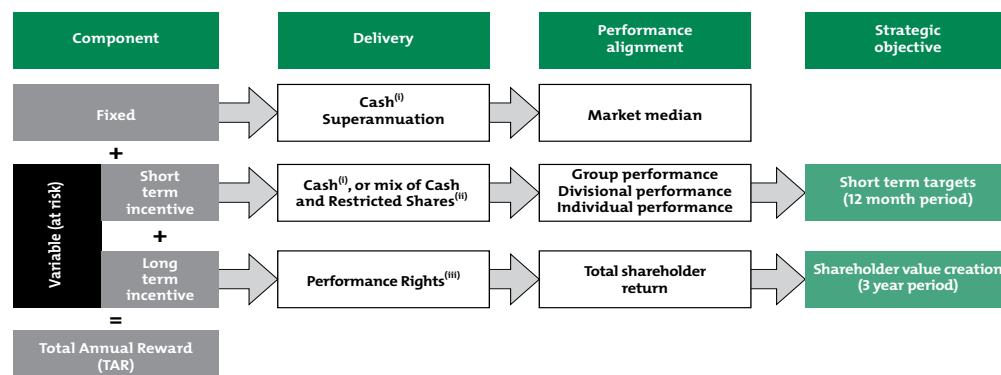 Component
Delivery
Performance
alignment
Strategic
objective
Fixed
Cash(i)
Superannuation
Market median
+
Variable (at risk)
Short
term
incentive
Cash(i), or mix of Cash
and Restricted Shares(ii)
Group performance
Divisional performance
Individual performance
Short term targets
(12 month period)
+
Long
term
incentive
Performance Rights(iii)
Total shareholder
return
Shareholder value creation
(3 year period)
=
Total Annual Reward
(TAR)